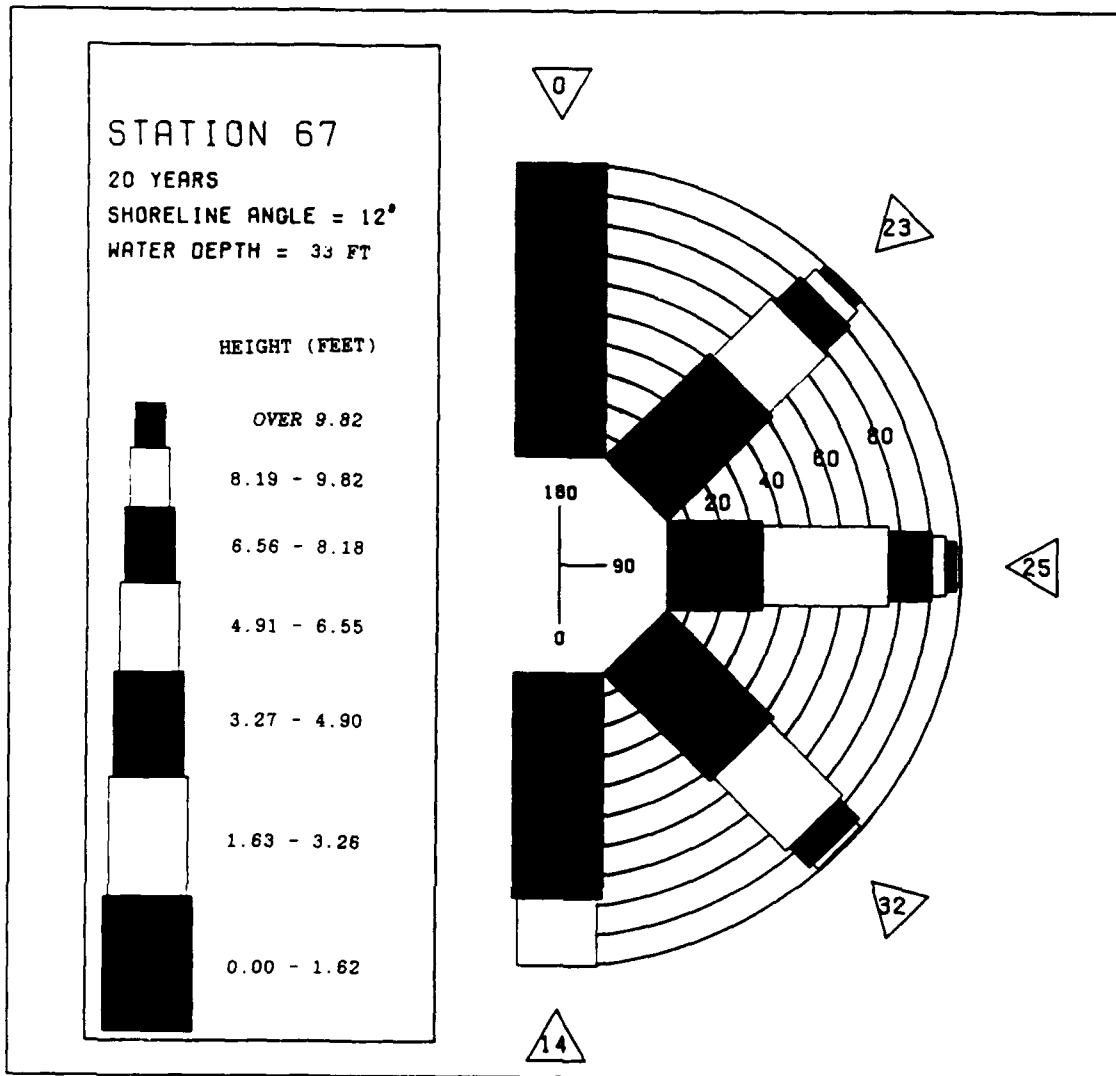 STATION 67
20 YEARS
SHORELINE ANGLE = 12°
WATER DEPTH = 33 FT
HEIGHT (FEET)
OVER 9.82
8.19 - 9.82
6.56 - 8.18
4.91 - 6.55
3.27 - 4.90
1.63 - 3.26
0.00 - 1.62
0
23
80
60
40
20
180
90
0
25
32
14